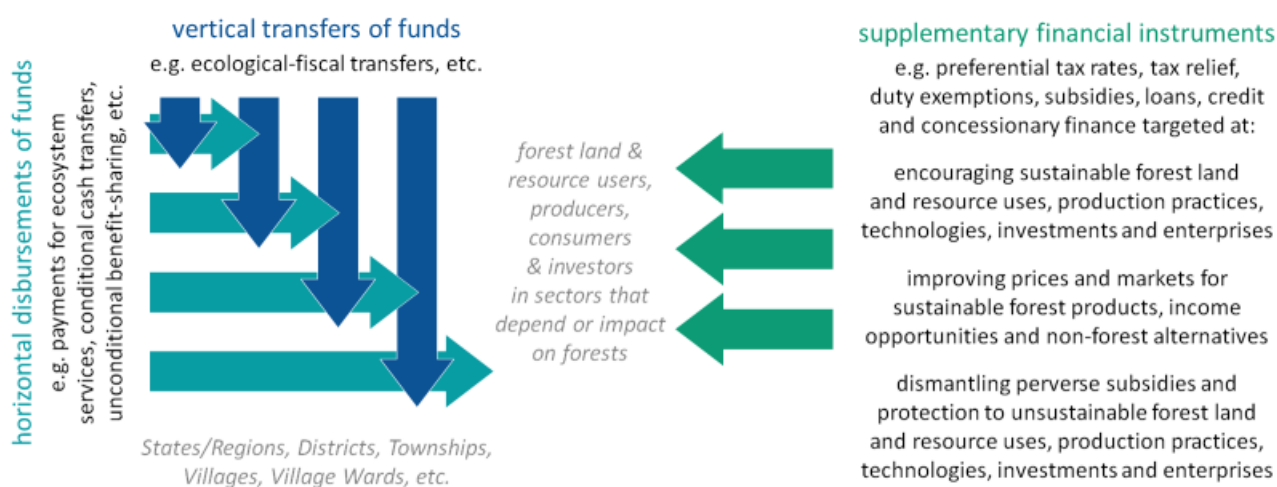 vertical transfers of funds
e.g. ecological-fiscal transfers, etc.
horizontal disbursements of funds
e.g. payments for ecosystem
services, conditional cash transfers,
unconditional benefit-sharing, etc.
forest land &
resource users,
producers,
consumers
& investors
in sectors that
depend or impact
on forests
States/Regions, Districts, Townships,
Villages, Village Wards, etc.
supplementary financial instruments
e.g. preferential tax rates, tax relief,
duty exemptions, subsidies, loans, credit
and concessionary finance targeted at:
encouraging sustainable forest land
and resource uses, production practices,
technologies, investments and enterprises
improving prices and markets for
sustainable forest products, income
opportunities and non-forest alternatives
dismantling perverse subsidies and
protection to unsustainable forest land
and resource uses, production practices,
technologies, investments and enterprises